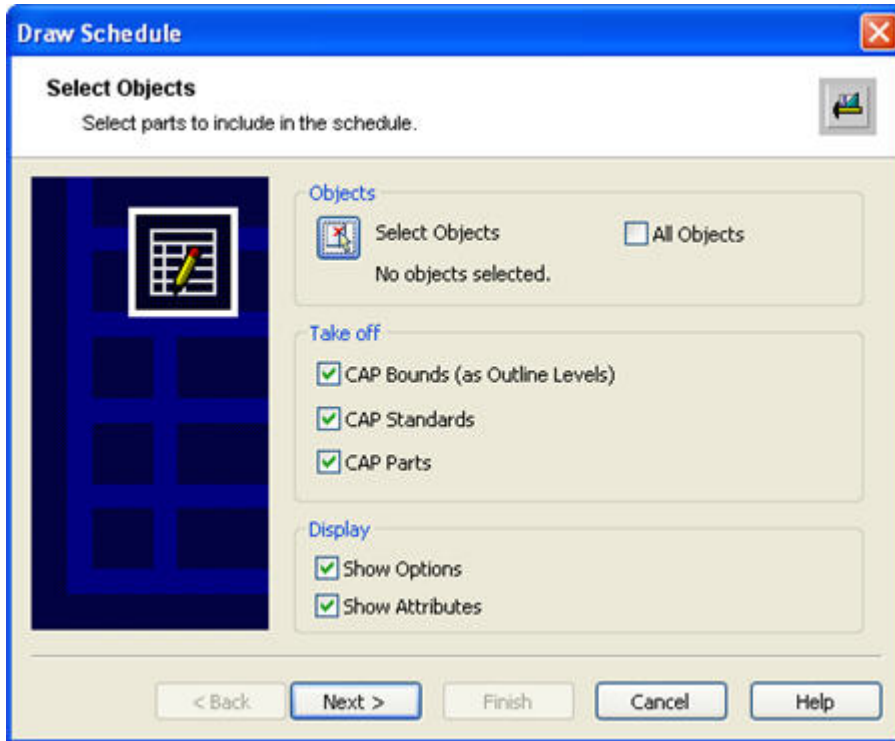 Draw Schedule
Select Objects
Select parts to include in the schedule.
Objects
Select Objects
All Objects
No objects selected.
Take off
CAP Bounds (as Outline Levels)
CAP Standards
CAP Parts
Display
Show Options
Show Attributes
< Back
Next >
Finish
Cancel
Help